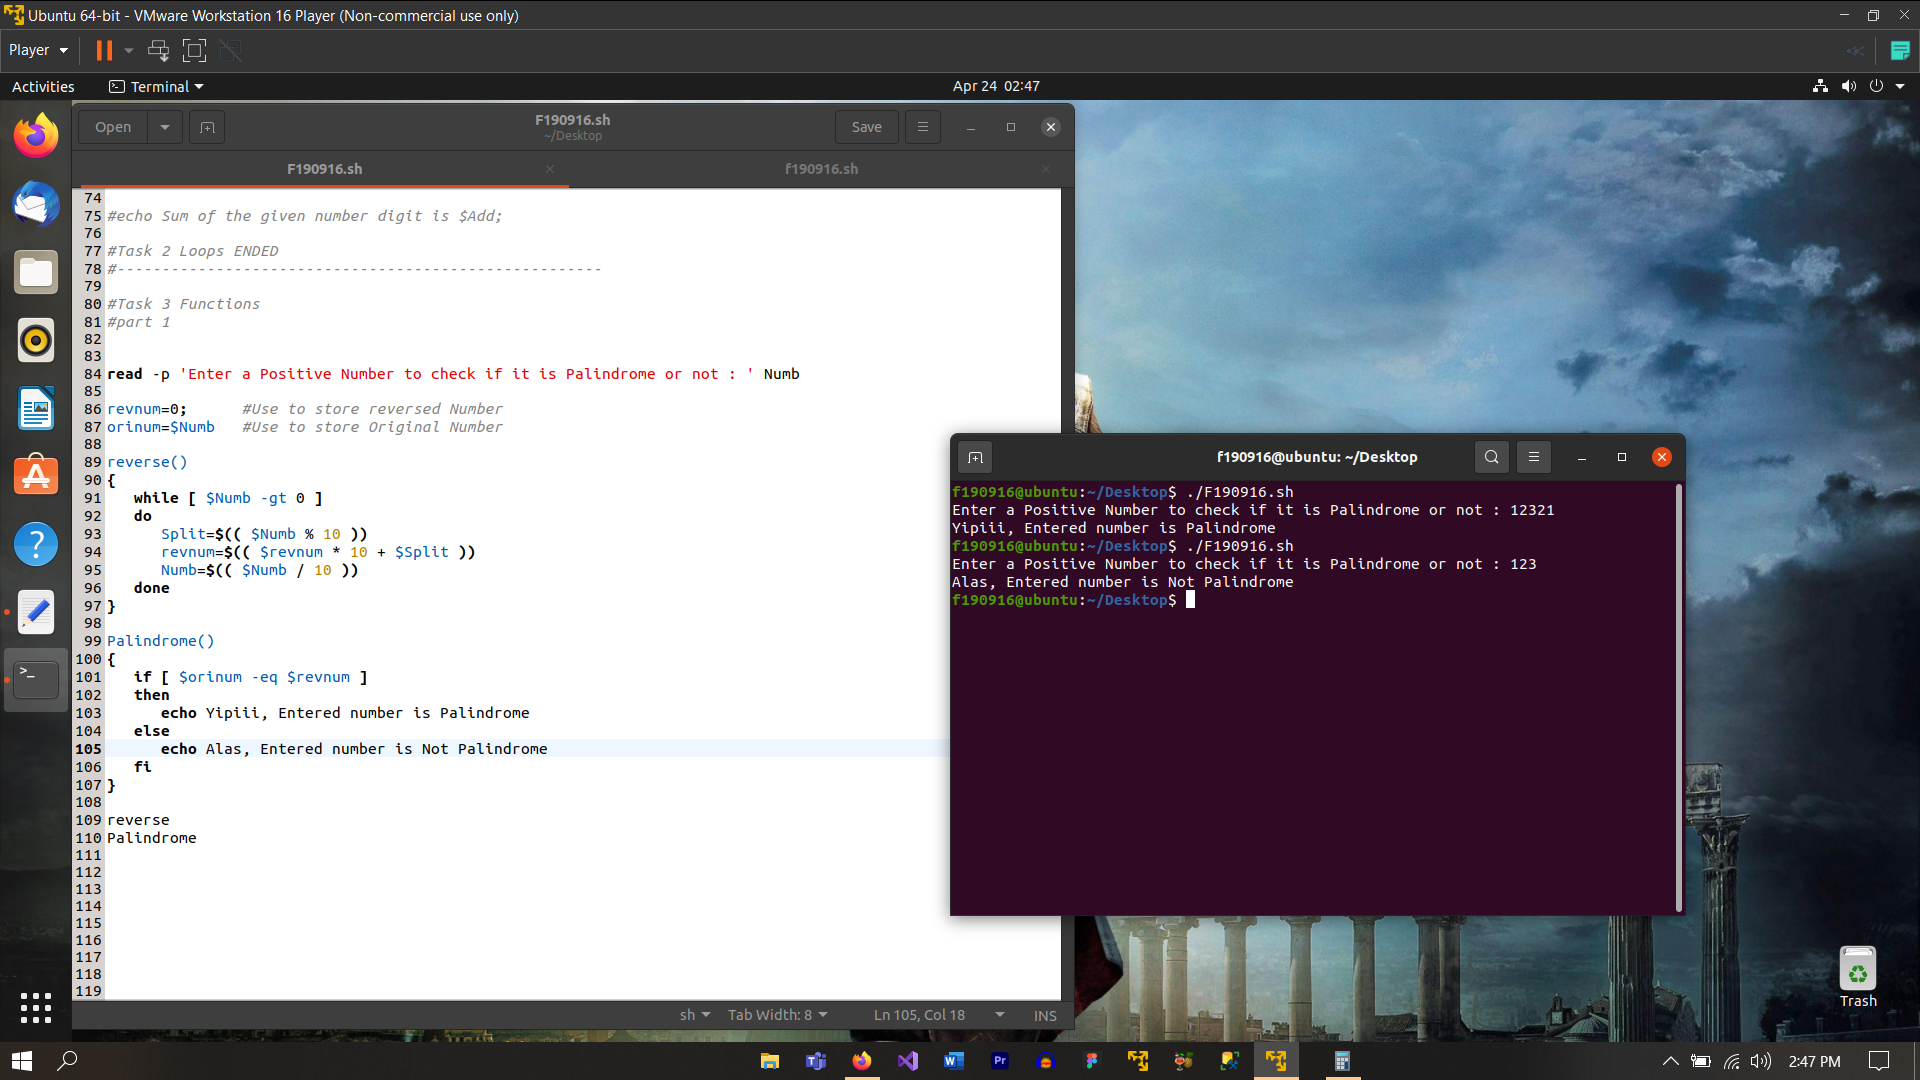 Ubuntu 64-bit - VMware Workstation 16 Player (Non-commercial use only)
Player
Activities
Terminal
Apr 24 02:47
Open
F190916.sh
~/Desktop
Save
F190916.sh
f190916.sh
74
75 #echo Sum of the given number digit is $Add;
76
77 #Task 2 Loops ENDED
78 #------------------------------------------------------
79
80 #Task 3 Functions
81 #part 1
82
83
84 read -p 'Enter a Positive Number to check if it is Palindrome or not : ' Numb
85
86 revnum=0; #Use to store reversed Number
87 orinum=$Numb #Use to store Original Number
88
89 reverse()
90 {
91 while [ $Numb -gt 0 ]
92 do
93 Split=$(( $Numb % 10 ))
94 revnum=$(( $revnum * 10 + $Split ))
95 Numb=$(( $Numb / 10 ))
96 done
97 }
98
99 Palindrome()
100 {
101 if [ $orinum -eq $revnum ]
102 then
103 echo Yipiii, Entered number is Palindrome
104 else
105 echo Alas, Entered number is Not Palindrome
106 fi
107 }
108
109 reverse
110 Palindrome
111
112
113
114
115
116
117
118
119
sh
Tab Width: 8
Ln 105, Col 18
INS
f190916@ubuntu: ~/Desktop
f190916@ubuntu:~/Desktop$ ./F190916.sh
Enter a Positive Number to check if it is Palindrome or not : 12321
Yipiii, Entered number is Palindrome
f190916@ubuntu:~/Desktop$ ./F190916.sh
Enter a Positive Number to check if it is Palindrome or not : 123
Alas, Entered number is Not Palindrome
f190916@ubuntu:~/Desktop$
Trash
2:47 PM